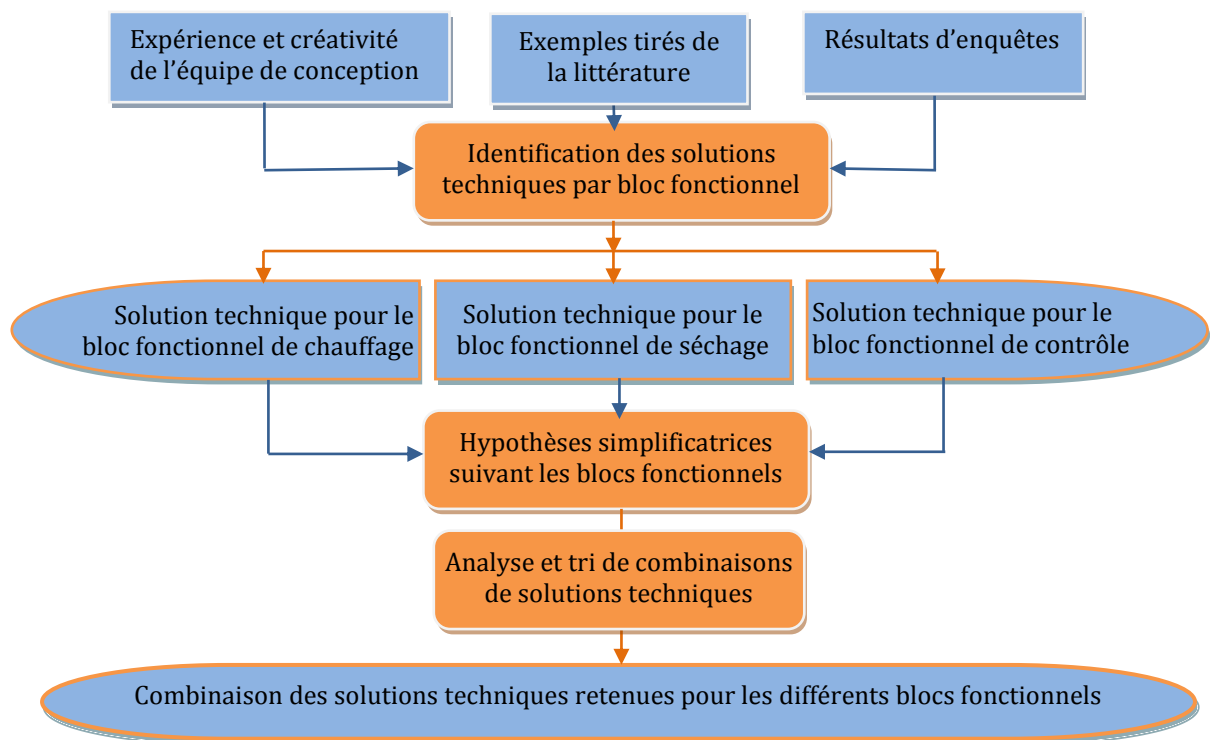 Expérience et créativité
de l’équipe de conception
Exemples tirés de
la littérature
Résultats d’enquêtes
Identification des solutions
techniques par bloc fonctionnel
Solution technique pour le
bloc fonctionnel de chauffage
Solution technique pour le
bloc fonctionnel de séchage
Solution technique pour le
bloc fonctionnel de contrôle
Hypothèses simplificatrices
suivant les blocs fonctionnels
Analyse et tri de combinaisons
de solutions techniques
Combinaison des solutions techniques retenues pour les différents blocs fonctionnels